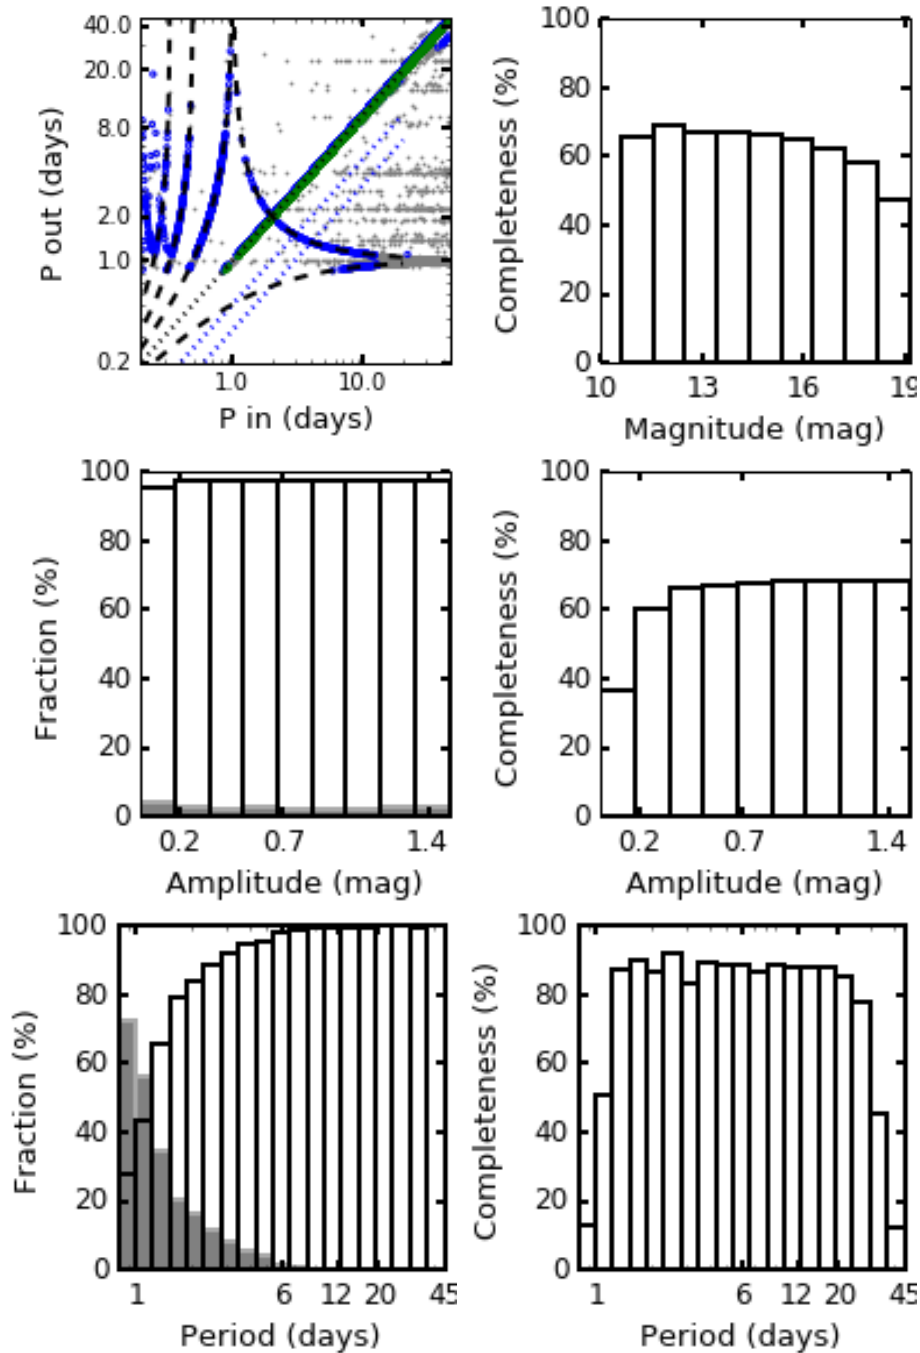 40.0
20.0
8.0
2.0
1.0
0.2
P out (days)
1.0 10.0
P in (days)
100
80
60
40
20
0
Completeness (%)
10 13 16 19
Magnitude (mag)
100
80
60
40
20
0
Fraction (%)
0.2 0.7 1.4
Amplitude (mag)
100
80
60
40
20
0
Completeness (%)
0.2 0.7 1.4
Amplitude (mag)
100
80
60
40
20
0
Fraction (%)
1 6 12 20 45
Period (days)
100
80
60
40
20
0
Completeness (%)
1 6 12 20 45
Period (days)